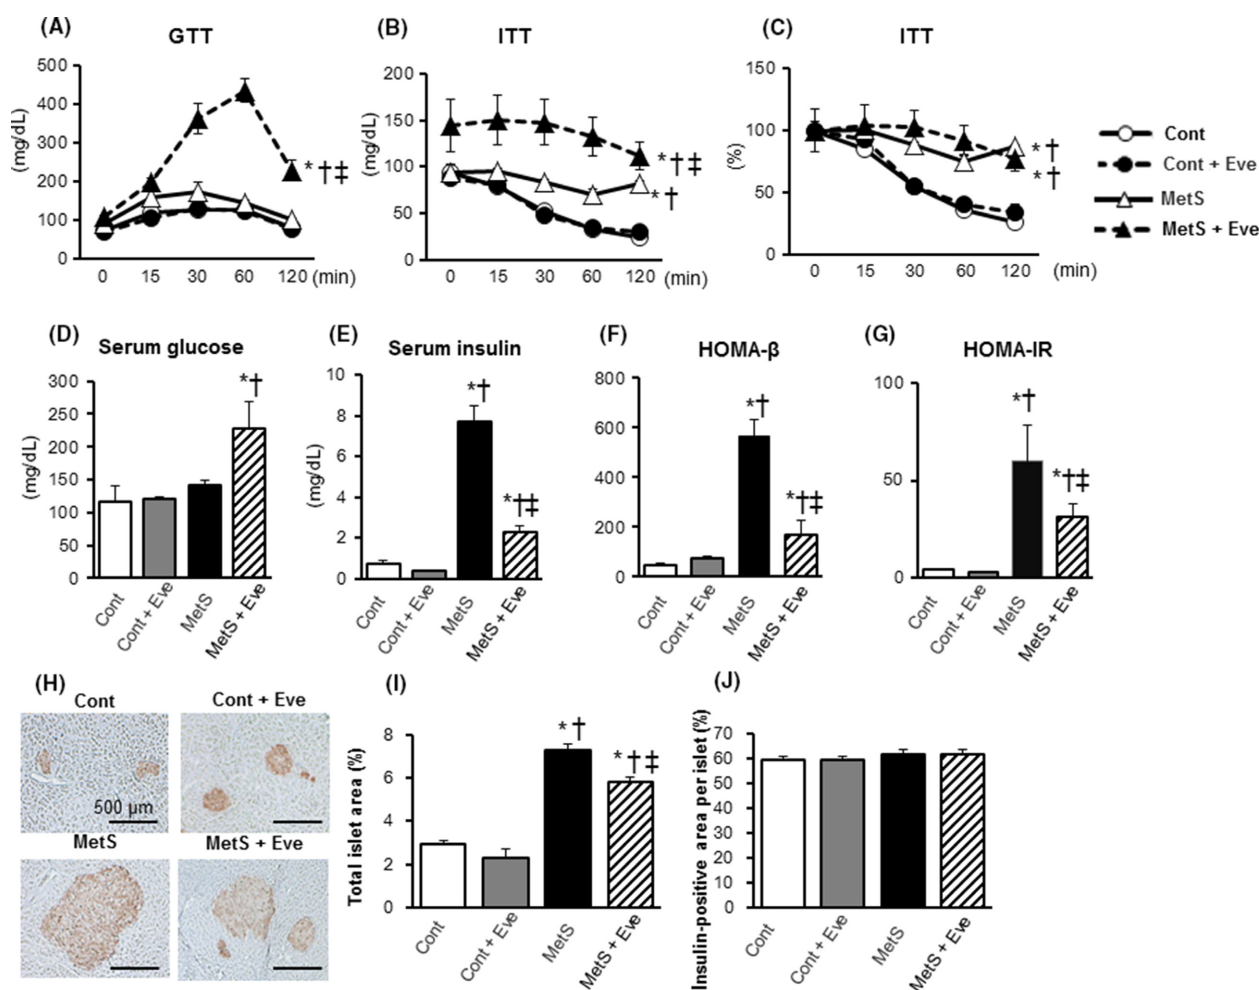 (A)
GTT
(mg/dL)
500
400
300
200
100
0
0 15 30 60 120 (min)
*†‡
(B)
ITT
(mg/dL)
200
150
100
50
0
0 15 30 60 120 (min)
*†‡
*†
(C)
ITT
(%)
150
100
50
0
0 15 30 60 120 (min)
*†
*†
Cont
Cont + Eve
MetS
MetS + Eve
(D)
Serum glucose
(mg/dL)
300
250
200
150
100
50
0
*†
Cont
Cont + Eve
MetS
MetS + Eve
(E)
Serum insulin
(mg/dL)
10
8
6
4
2
0
*†
*†‡
Cont
Cont + Eve
MetS
MetS + Eve
(F)
HOMA-β
800
600
400
200
0
*†
*†‡
Cont
Cont + Eve
MetS
MetS + Eve
(G)
HOMA-IR
100
50
0
*†
*†‡
Cont
Cont + Eve
MetS
MetS + Eve
(H)
Cont
Cont + Eve
500 μm
MetS
MetS + Eve
(I)
Total islet area (%)
8
6
4
2
0
*†
*†‡
Cont
Cont + Eve
MetS
MetS + Eve
(J)
Insulin-positive area per islet (%)
70
60
50
40
30
20
10
0
Cont
Cont + Eve
MetS
MetS + Eve